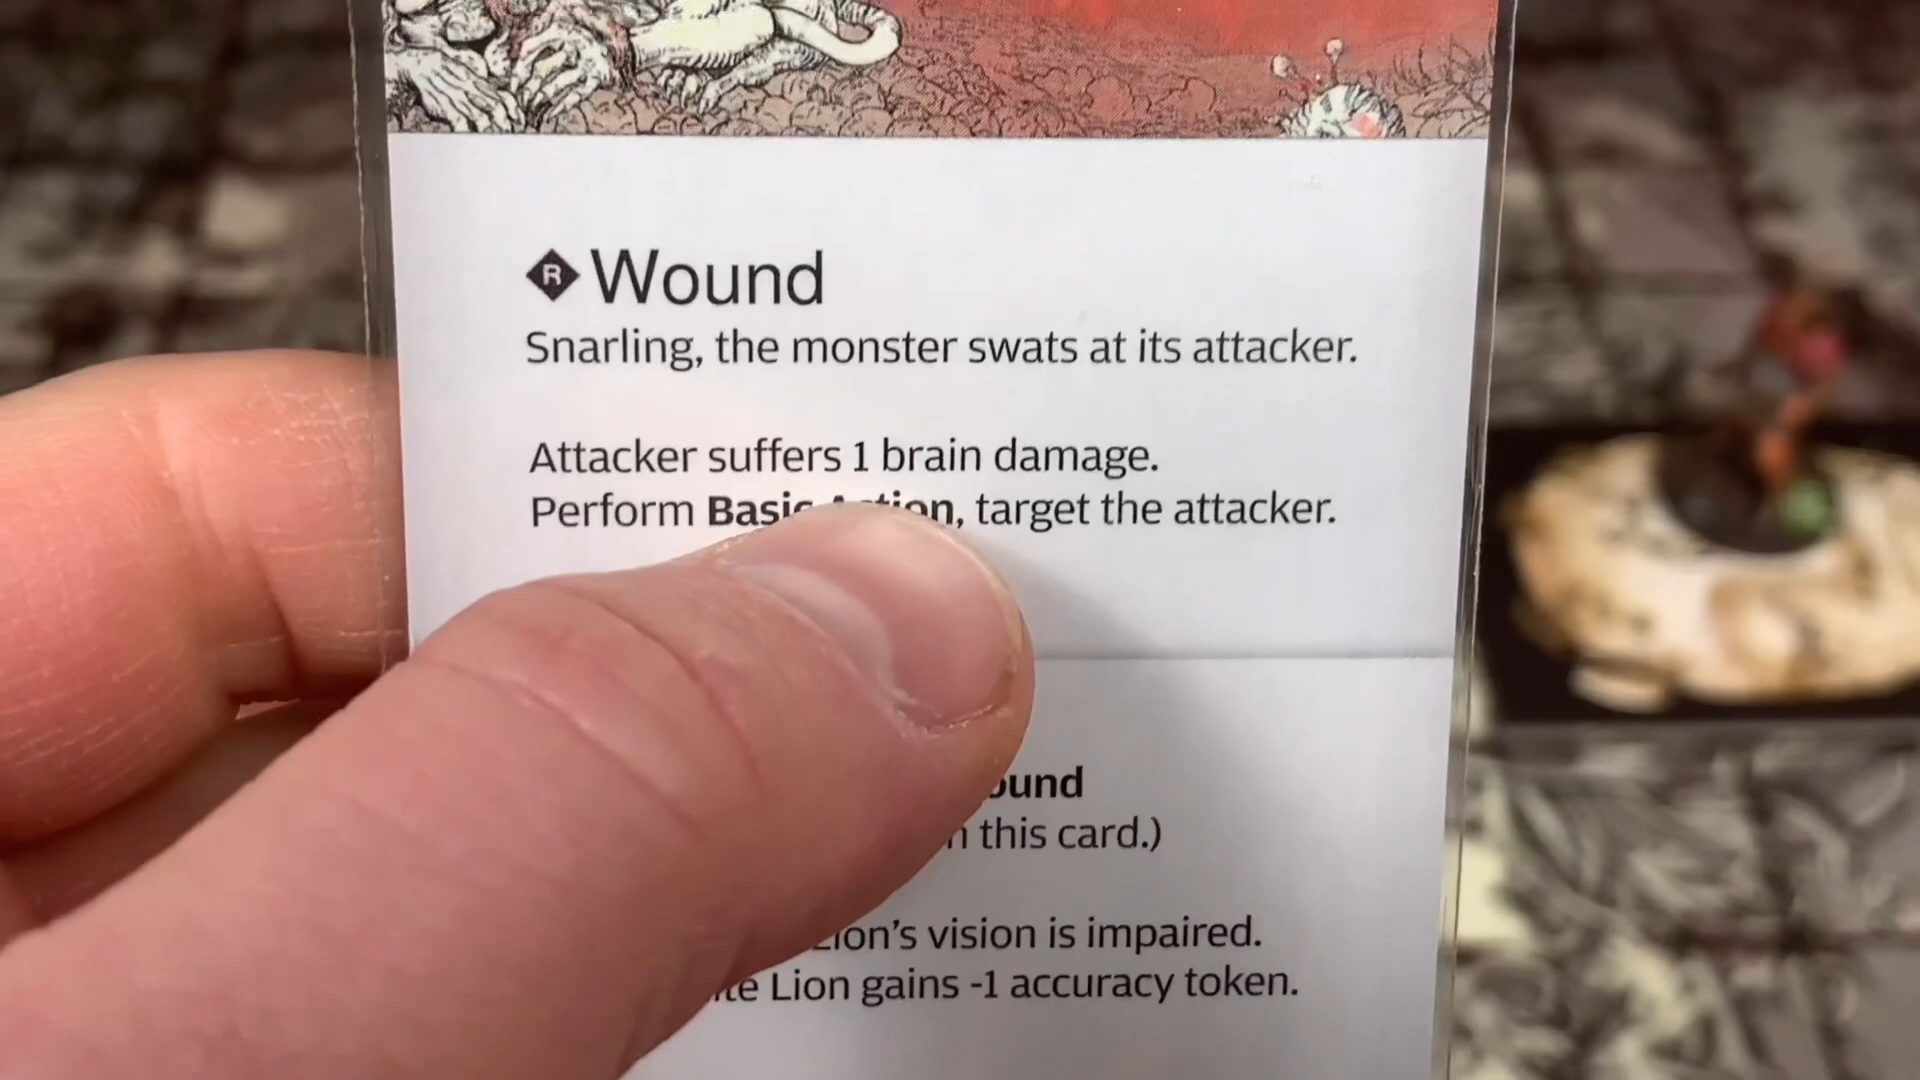 R Wound
Snarling, the monster swats at its attacker.
Attacker suffers 1 brain damage.
Perform Basic Action, target the attacker.
this card.)
vision is impaired.
Lion gains -1 accuracy token.